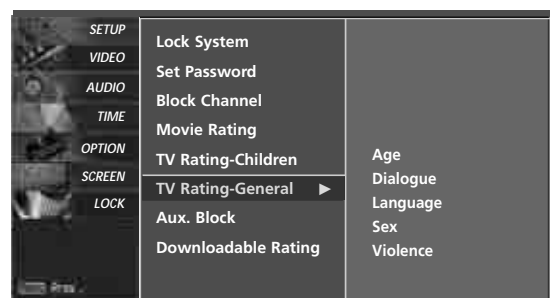 SETUP
VIDEO
AUDIO
TIME
OPTION
SCREEN
LOCK
Lock System
Set Password
Block Channel
Movie Rating
TV Rating-Children
TV Rating-General ▶
Aux. Block
Downloadable Rating
Age
Dialogue
Language
Sex
Violence